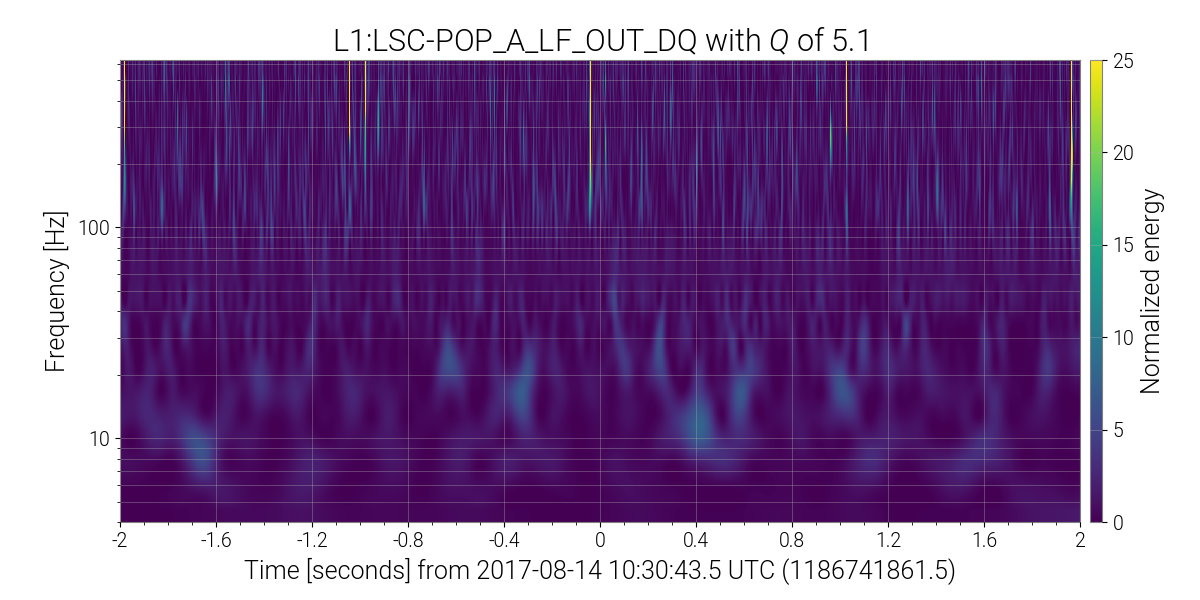 L1:LSC-POP_A_LF_OUT_DQ with Q of 5.1
Frequency [Hz]
100
10
-2 -1.6 -1.2 -0.8 -0.4 0 0.4 0.8 1.2 1.6 2
Time [seconds] from 2017-08-14 10:30:43.5 UTC (1186741861.5)
25
20
15
10
5
0
Normalized energy